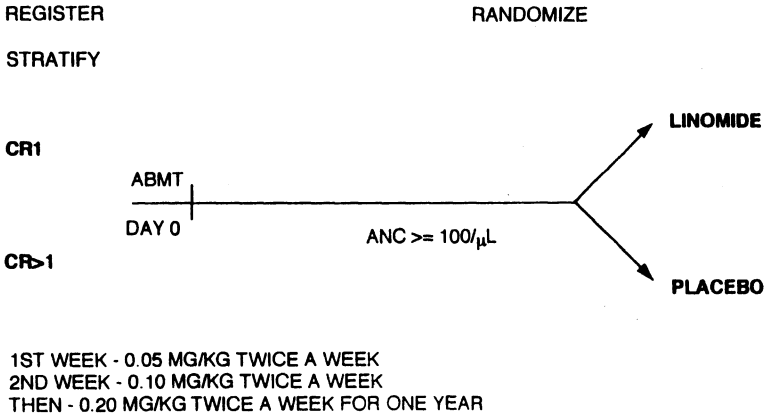 REGISTER RANDOMIZE
STRATIFY
LINOMIDE
CR1
ABMT
DAY 0
ANC >= 100/μL
CR>1
PLACEBO
1ST WEEK - 0.05 MG/KG TWICE A WEEK
2ND WEEK - 0.10 MG/KG TWICE A WEEK
THEN - 0.20 MG/KG TWICE A WEEK FOR ONE YEAR